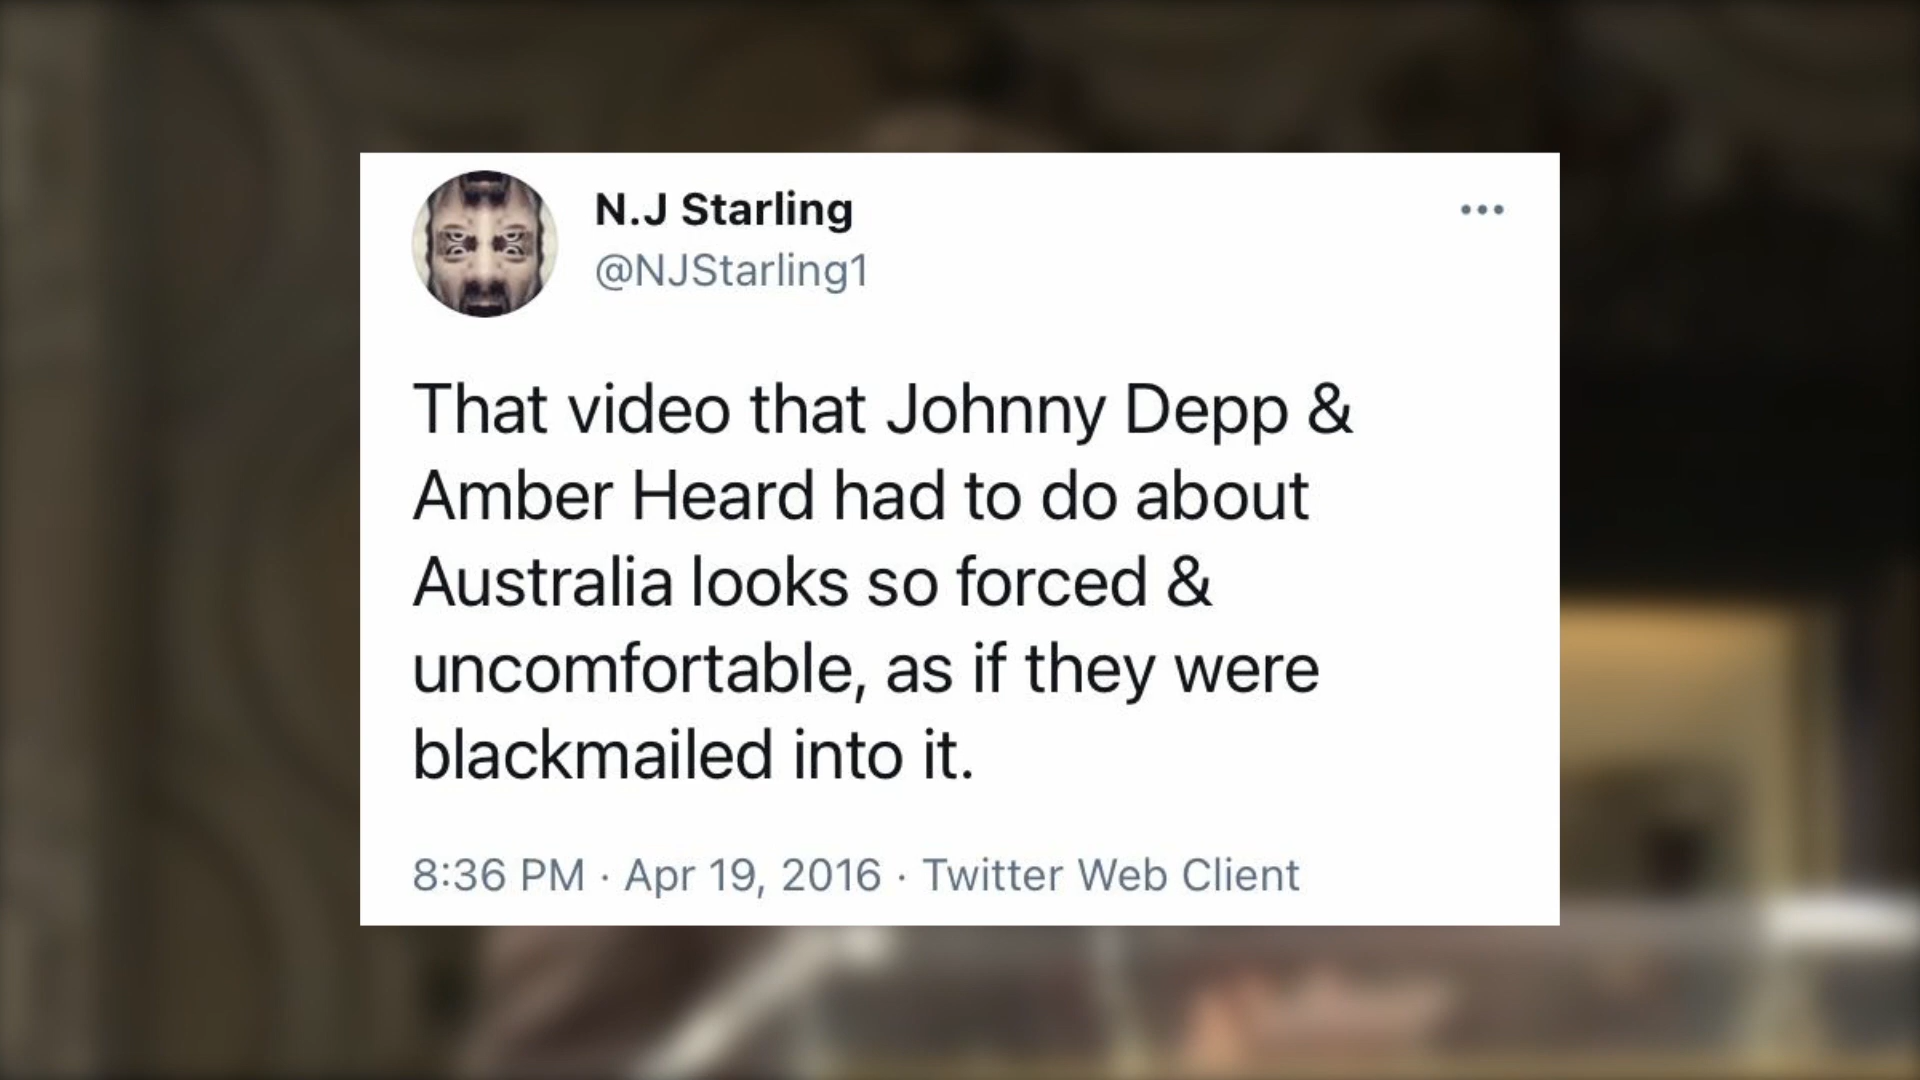 N.J Starling
@NJStarling1
That video that Johnny Depp &
Amber Heard had to do about
Australia looks so forced &
uncomfortable, as if they were
blackmailed into it.
8:36 PM · Apr 19, 2016 · Twitter Web Client